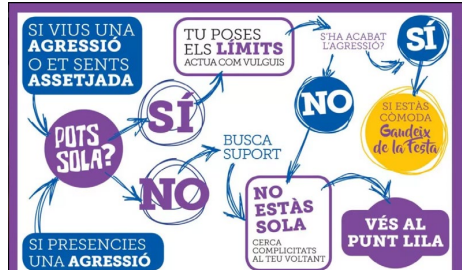 SI VIUS UNA
AGRESSIÓ
O ET SENTS
ASSETJADA
TU POSES
ELS LÍMITS
ACTUA COM VULGUIS
S'HA ACABAT
L'AGRESSIÓ?
SÍ
POTS
SOLA?
SÍ
NO
SI ESTÀS
CÒMODA
Gaudeix
de la Festa
BUSCA
SUPORT
NO
NO
ESTÀS
SOLA
CERCA
COMPLICITATS
AL TEU VOLTANT
VÉS AL
PUNT LILA
SI PRESENCIES
UNA AGRESSIÓ